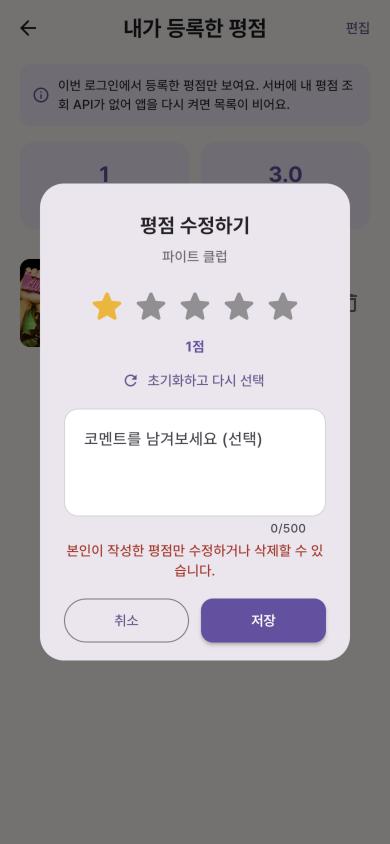 내가 등록한 평점
편집
이번 로그인에서 등록한 평점만 보여요. 서버에 내 평점 조
회 API가 없어 앱을 다시 켜면 목록이 비어요.
1
3.0
평점 수정하기
파이트 클럽
1점
초기화하고 다시 선택
코멘트를 남겨보세요 (선택)
0/500
본인이 작성한 평점만 수정하거나 삭제할 수 있
습니다.
취소
저장